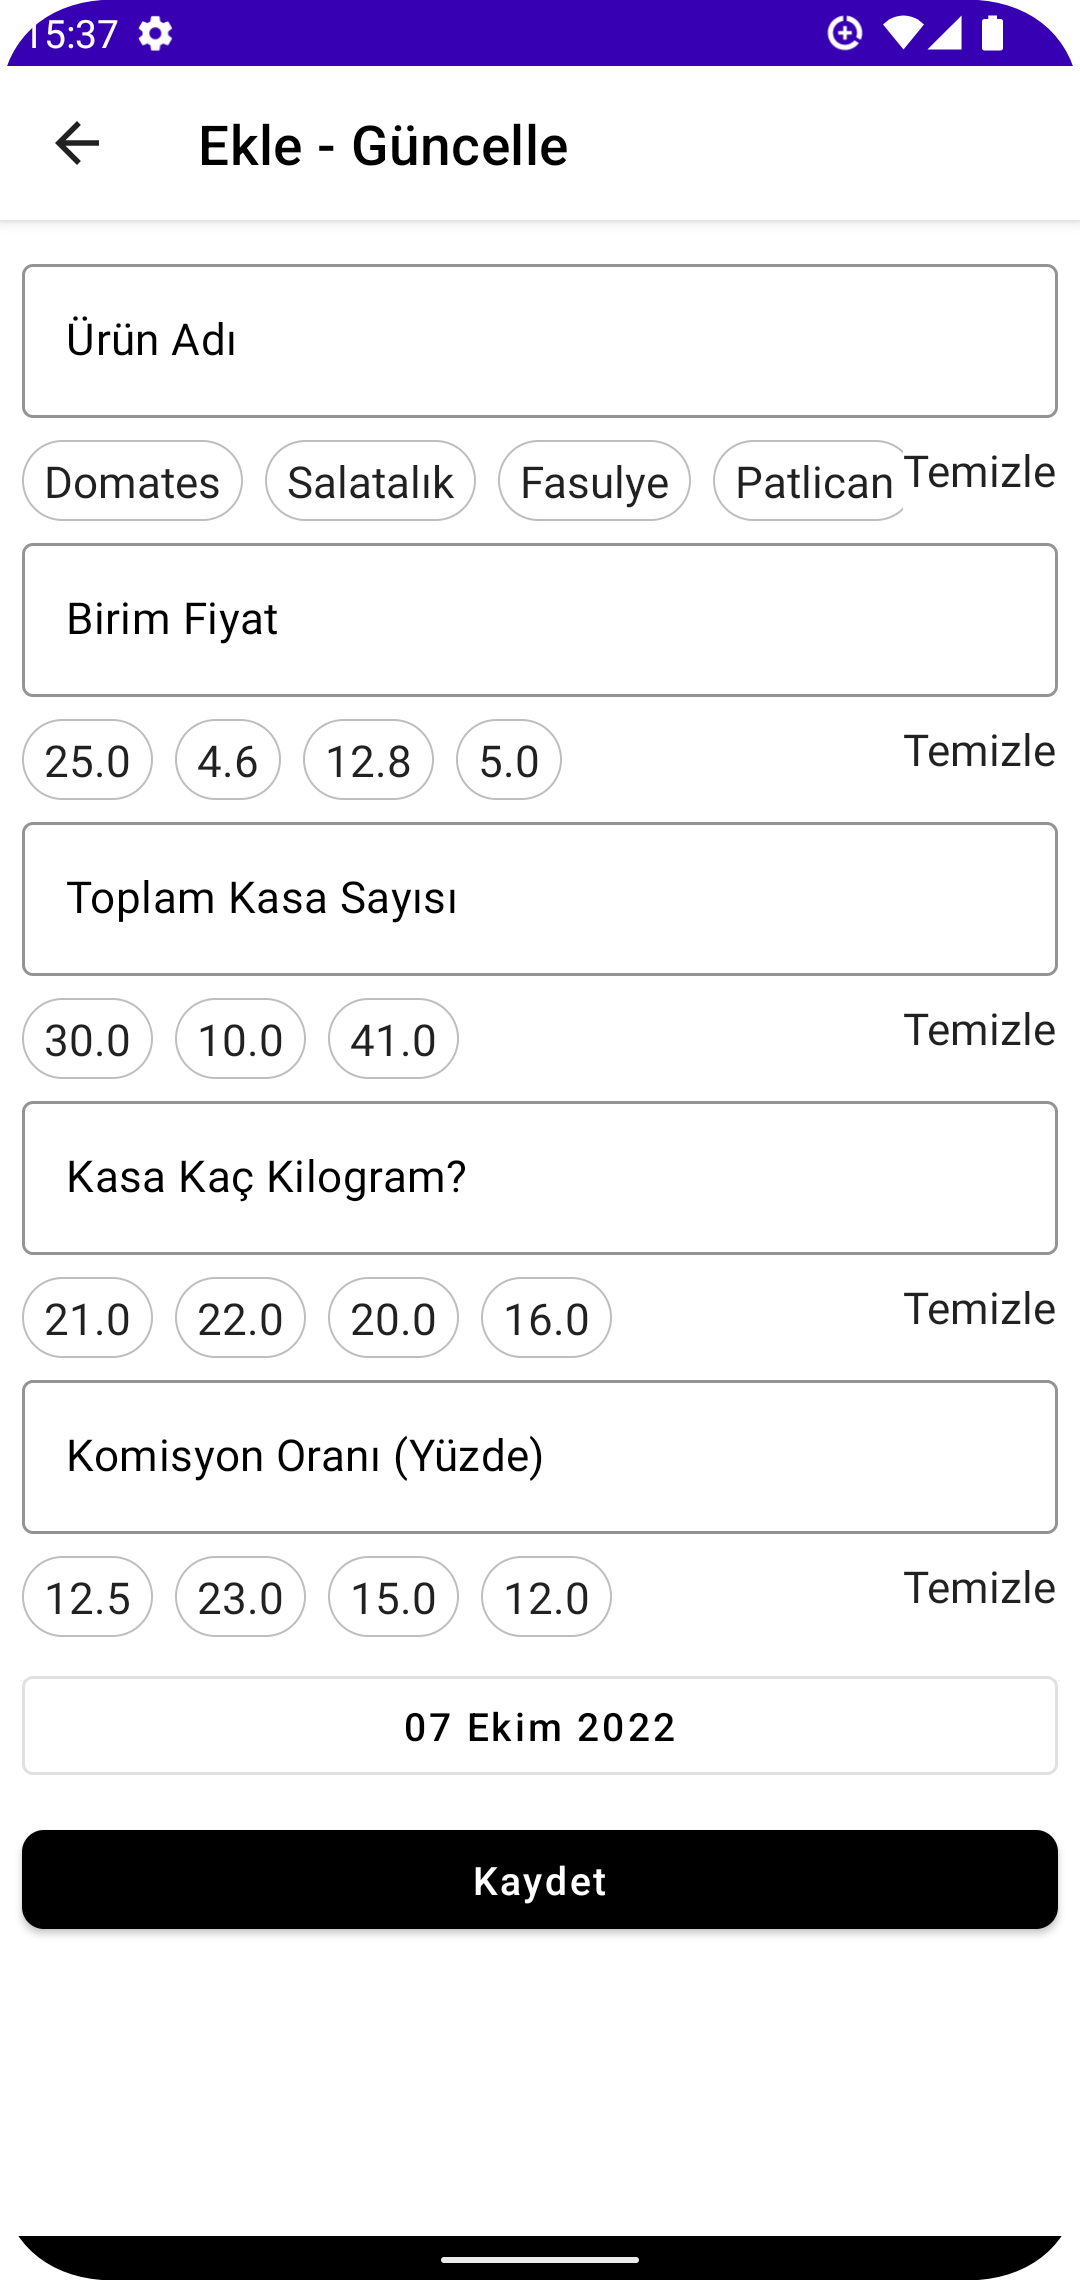 15:37
Ekle - Güncelle
Ürün Adı
Domates Salatalık Fasulye Patlican Temizle
Birim Fiyat
25.0 4.6 12.8 5.0 Temizle
Toplam Kasa Sayısı
30.0 10.0 41.0 Temizle
Kasa Kaç Kilogram?
21.0 22.0 20.0 16.0 Temizle
Komisyon Oranı (Yüzde)
12.5 23.0 15.0 12.0 Temizle
07 Ekim 2022
Kaydet